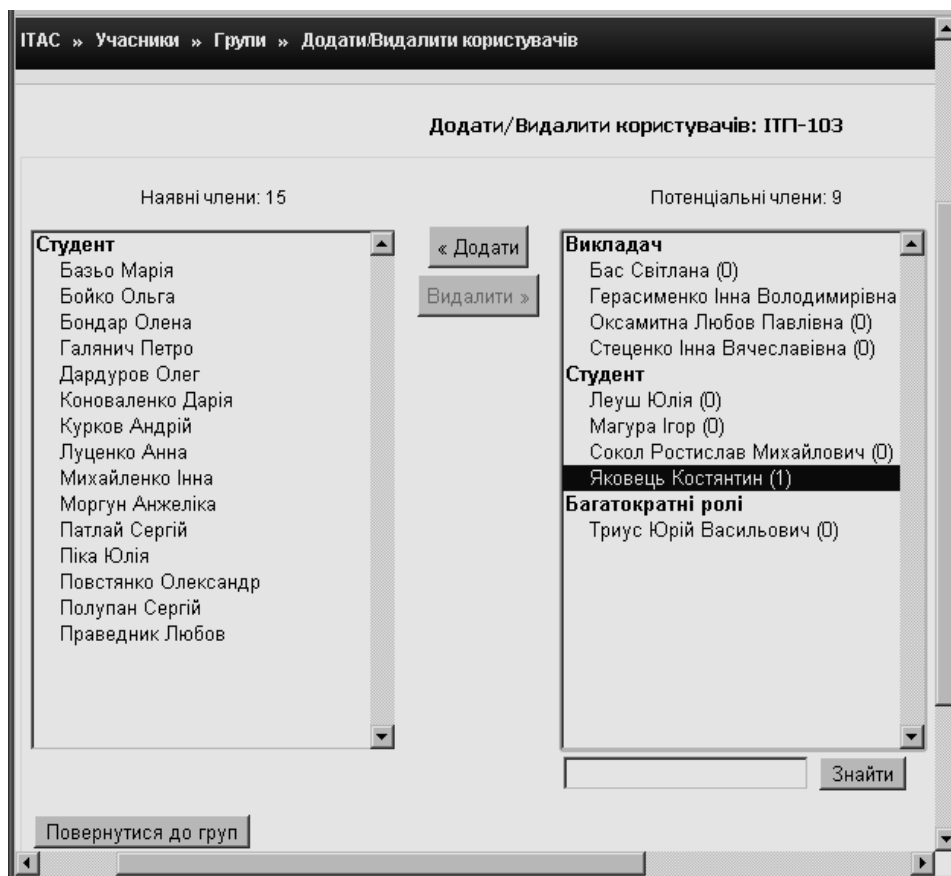 ІТАС » Учасники » Групи » Додати/Видалити користувачів
Додати/Видалити користувачів: ІТП-103
Наявні члени: 15
Студент
Базьо Марія
Бойко Ольга
Бондар Олена
Галянич Петро
Дардуров Олег
Коноваленко Дарія
Курков Андрій
Луценко Анна
Михайленко Інна
Моргун Анжеліка
Патлай Сергій
Піка Юлія
Повстянко Олександр
Полупан Сергій
Праведник Любов
« Додати
Видалити »
Потенціальні члени: 9
Викладач
Бас Світлана (0)
Герасименко Інна Володимирівна
Оксамитна Любов Павлівна (0)
Стеценко Інна Вячеславівна (0)
Студент
Леуш Юлія (0)
Магура Ігор (0)
Сокол Ростислав Михайлович (0)
Яковець Костянтин (1)
Багатократні ролі
Триус Юрій Васильович (0)
Знайти
Повернутися до груп